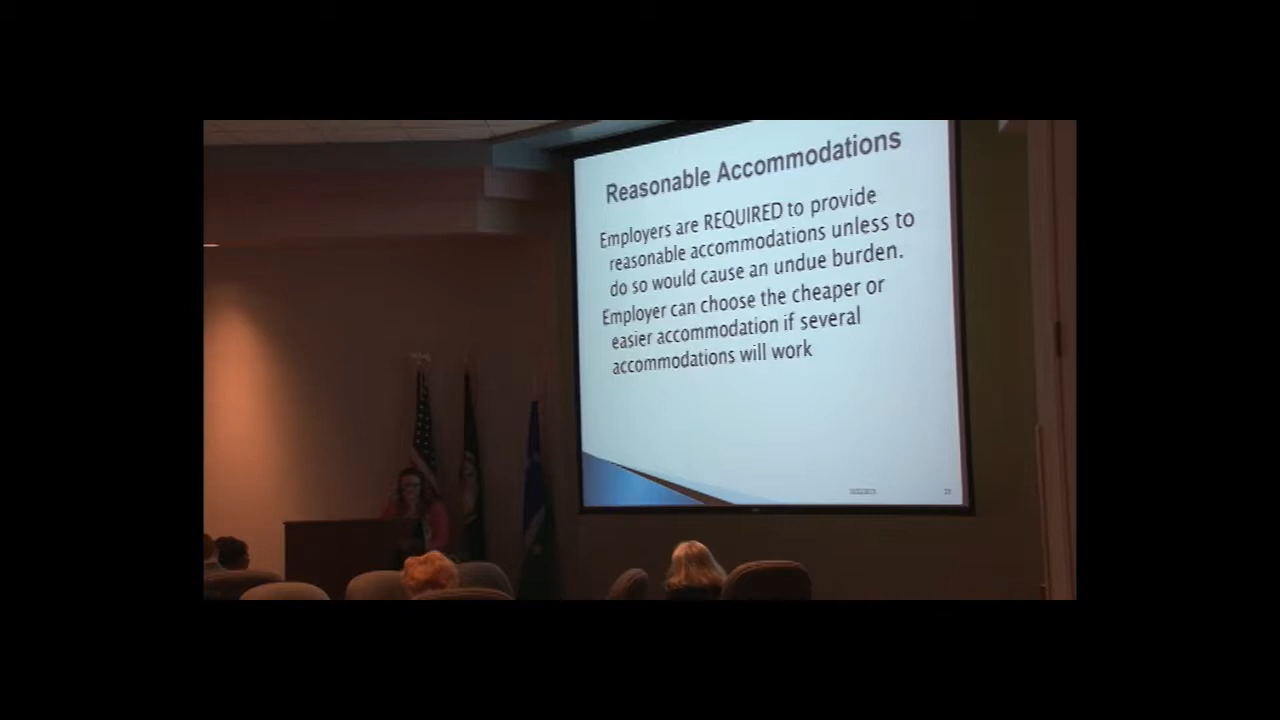 Reasonable Accommodations
Employers are REQUIRED to provide
reasonable accommodations unless to
do so would cause an undue burden.
Employer can choose the cheaper or
easier accommodation if several
accommodations will work